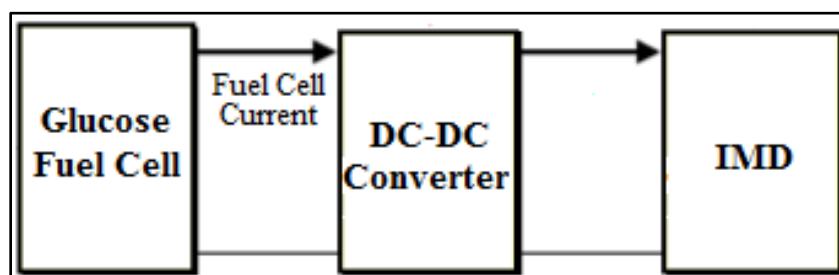 Glucose
Fuel Cell
Fuel Cell
Current
DC-DC
Converter
IMD